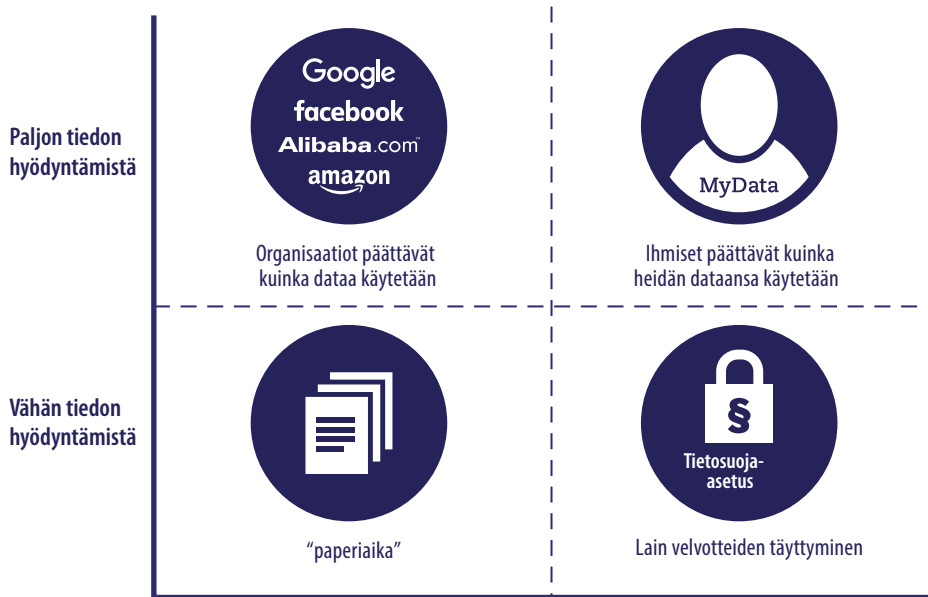 Paljon tiedon
hyödyntämistä
Google
facebook
Alibaba.com™
amazon
Organisaatiot päättävät
kuinka dataa käytetään
MyData
Ihmiset päättävät kuinka
heidän dataansa käytetään
Vähän tiedon
hyödyntämistä
“paperiaika”
§
Tietosuoja-
asetus
Lain velvotteiden täyttyminen